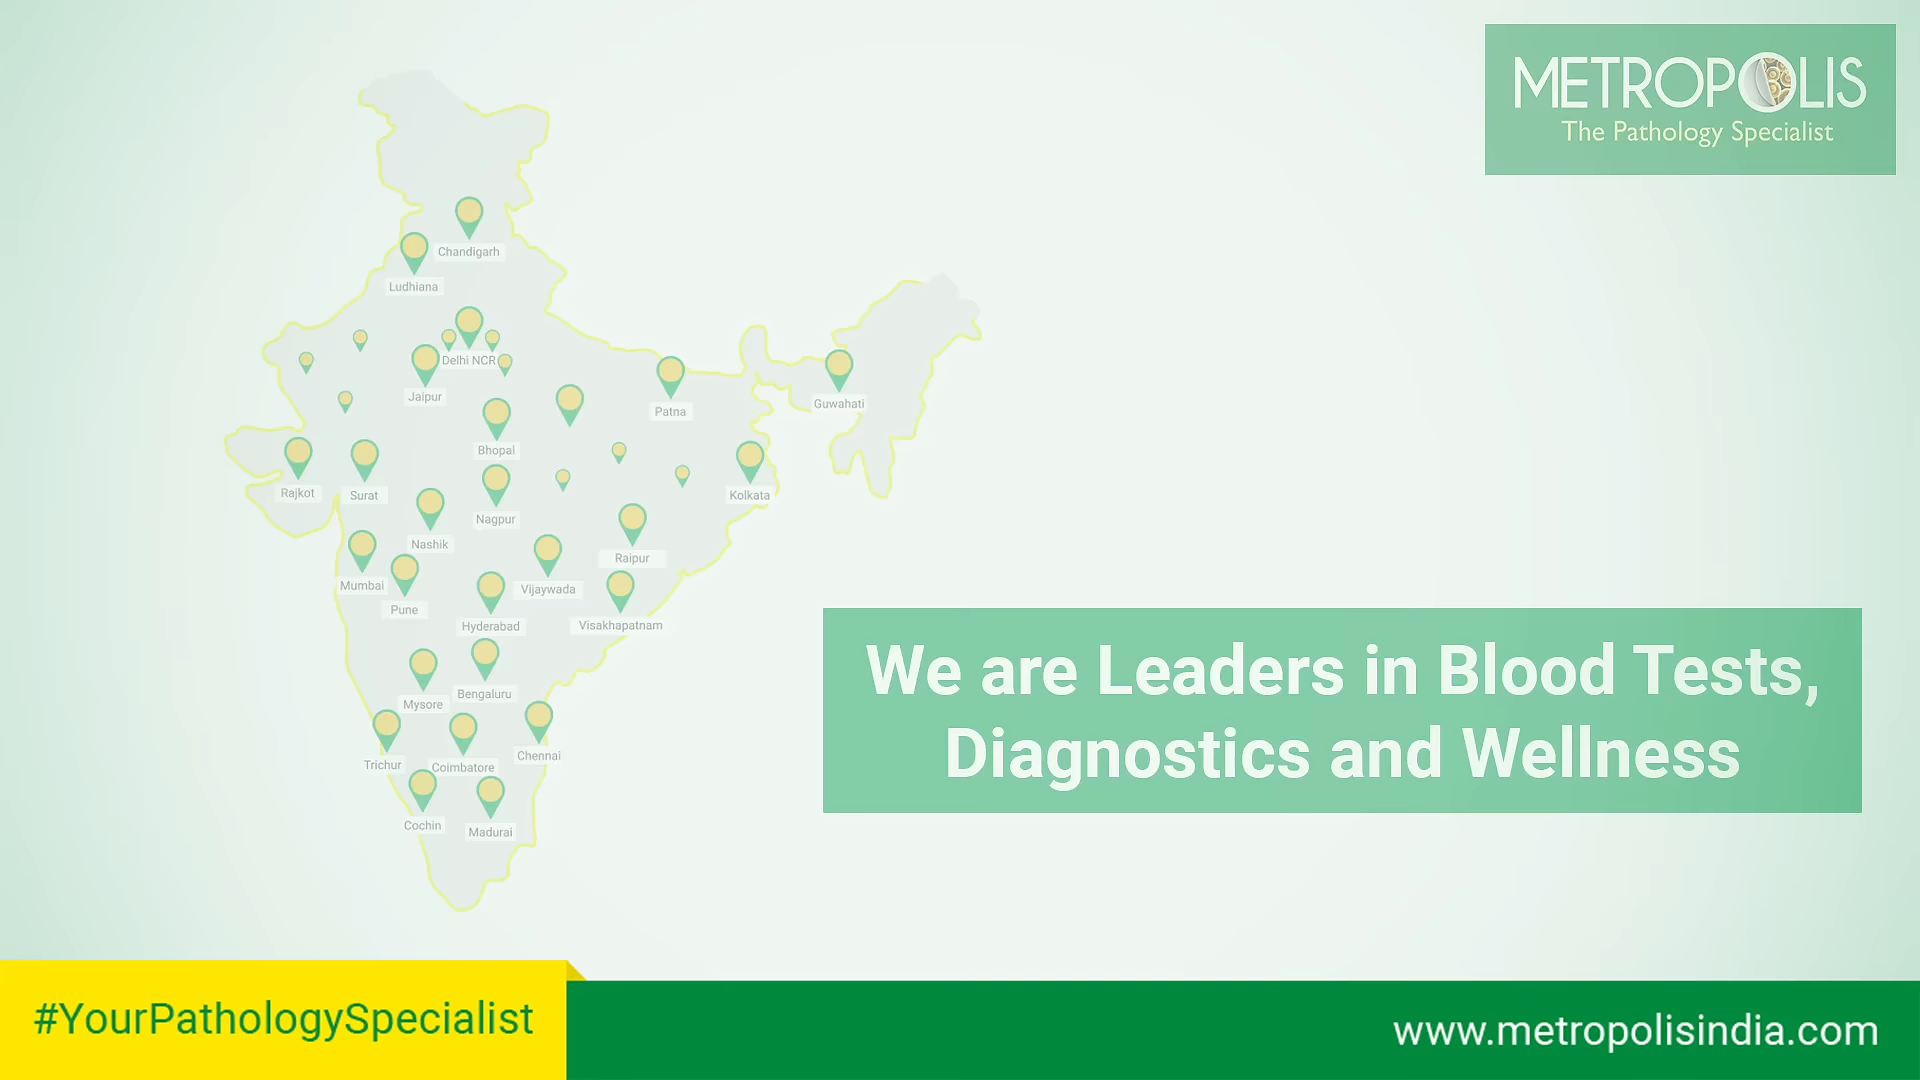 METROPOLIS
The Pathology Specialist
Chandigarh
Ludhiana
Delhi NCR
Jaipur
Patna
Guwahati
Bhopal
Rajkot
Surat
Kolkata
Nagpur
Nashik
Raipur
Mumbai
Vijaywada
Pune
Hyderabad
Visakhapatnam
Bengaluru
Mysore
Chennai
Trichur
Coimbatore
Cochin
Madurai
We are Leaders in Blood Tests,
Diagnostics and Wellness
#YourPathologySpecialist
www.metropolisindia.com